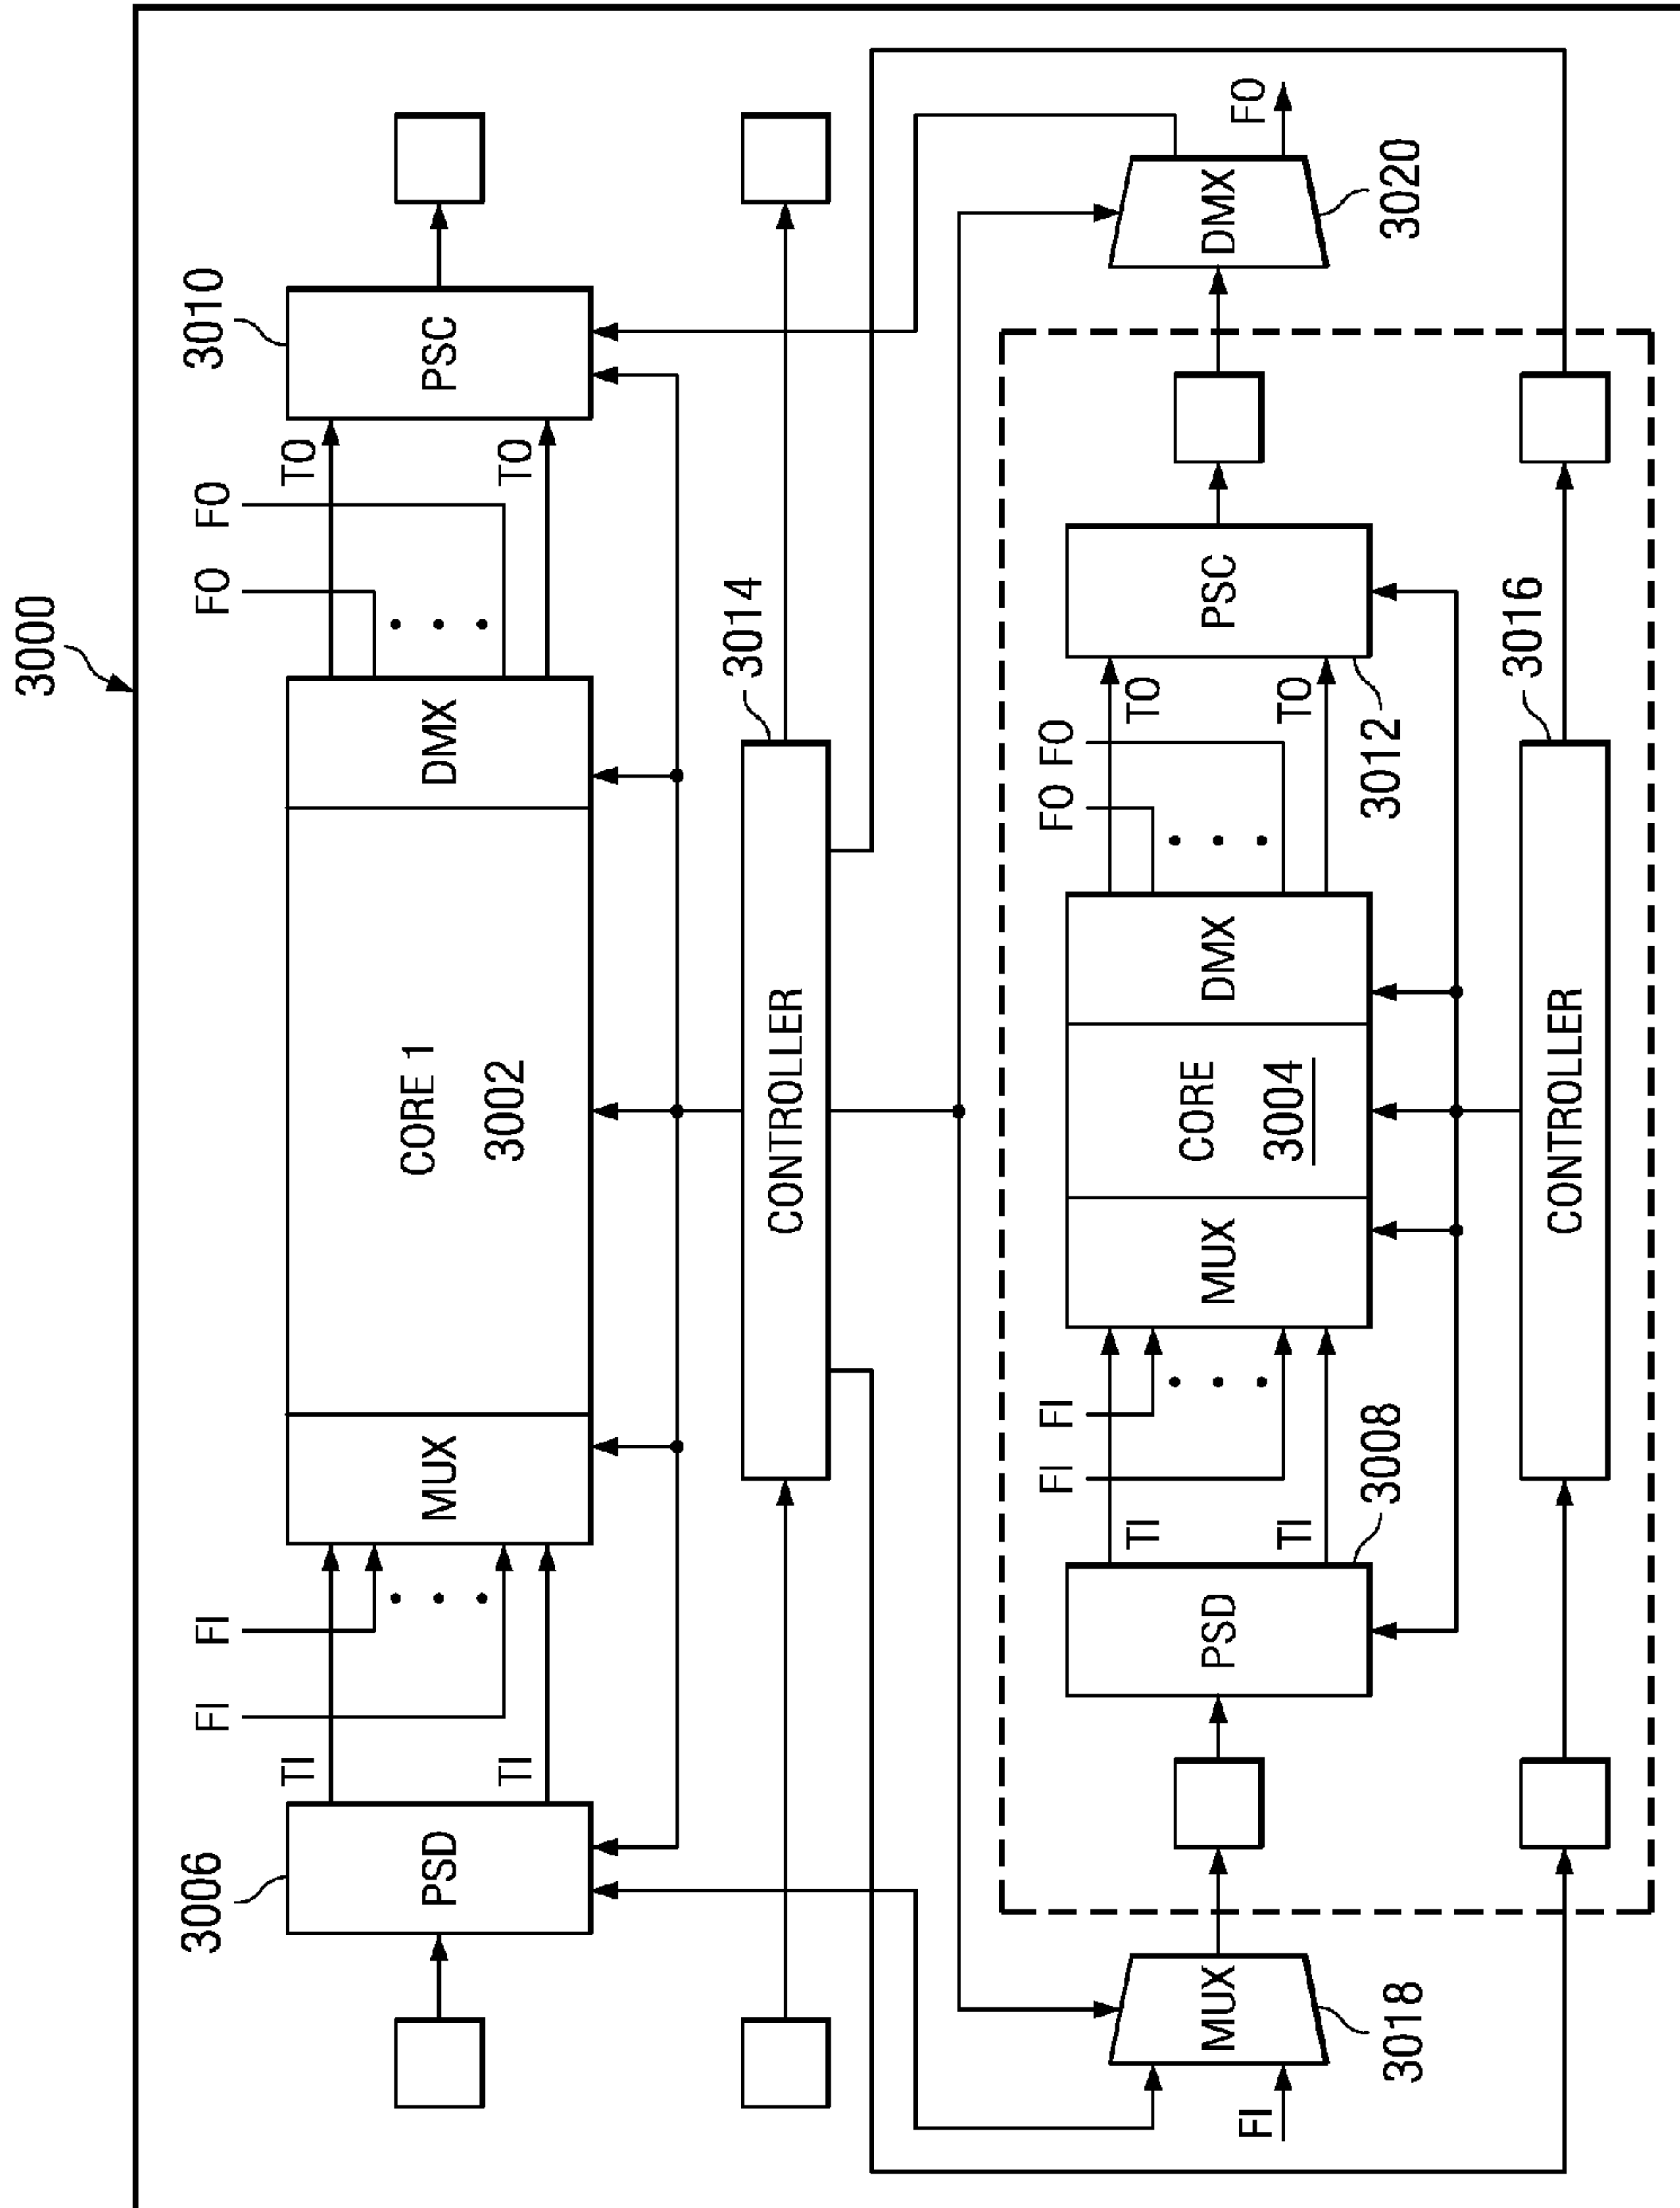 3000
3006
3010
FI
FI
FO
FO
TI
TI
TO
TO
PSD
MUX
CORE 1
3002
DMX
PSC
3014
CONTROLLER
FI
FI
FO
FO
TI
TI
TO
TO
FI
MUX
PSD
MUX
CORE
3004
DMX
PSC
DMX
FO
3018
3008
3012
3020
3016
CONTROLLER